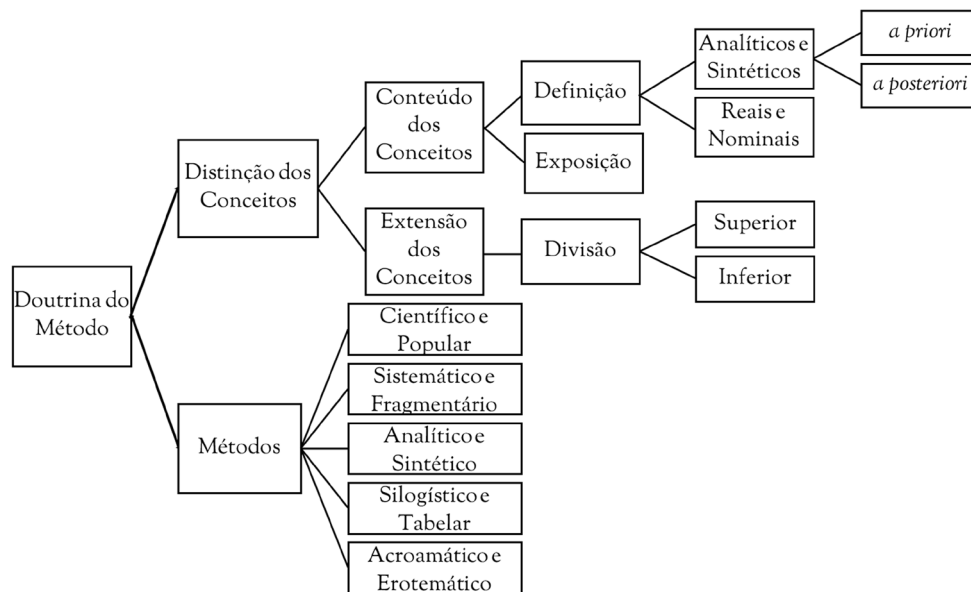 Doutrina do
Método
Distinção dos
Conceitos
Conteúdo
dos
Conceitos
Definição
Analíticos e
Sintéticos
a priori
a posteriori
Reais e
Nominais
Exposição
Extensão
dos
Conceitos
Divisão
Superior
Inferior
Métodos
Científico e
Popular
Sistemático e
Fragmentário
Analítico e
Sintético
Silogístico e
Tabelar
Acroamático e
Erotemático